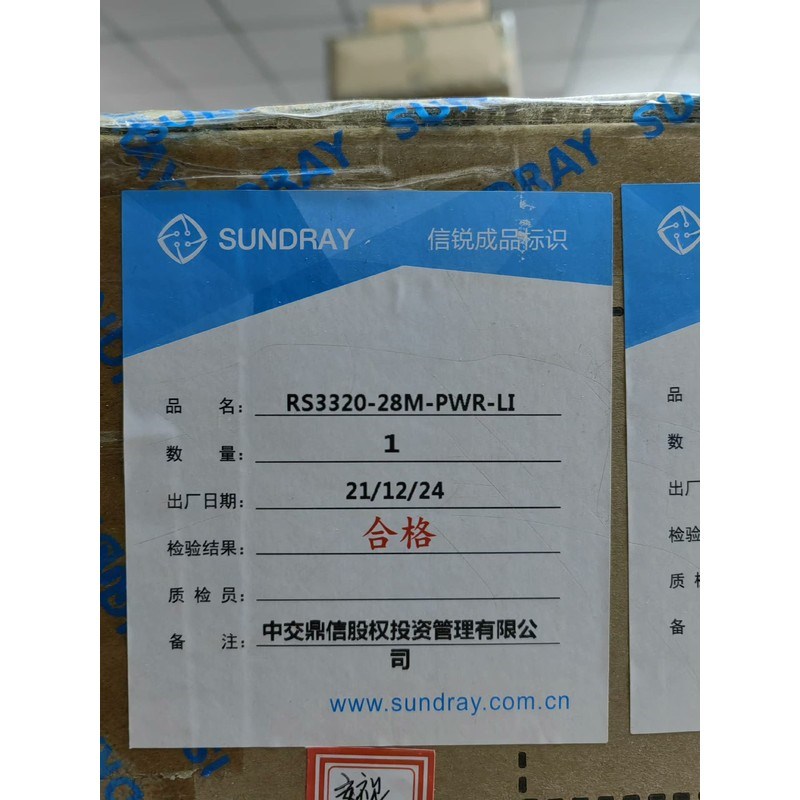 SUNDRAY
SUNDRAY 信锐成品标识
品 名: RS3320-28M-PWR-LI
数 量: 1
出厂日期: 21/12/24
检验结果: 合格
质 检 员:
备 注: 中交鼎信股权投资管理有限公
司
www.sundray.com.cn
品
数
出厂
检验
质
备